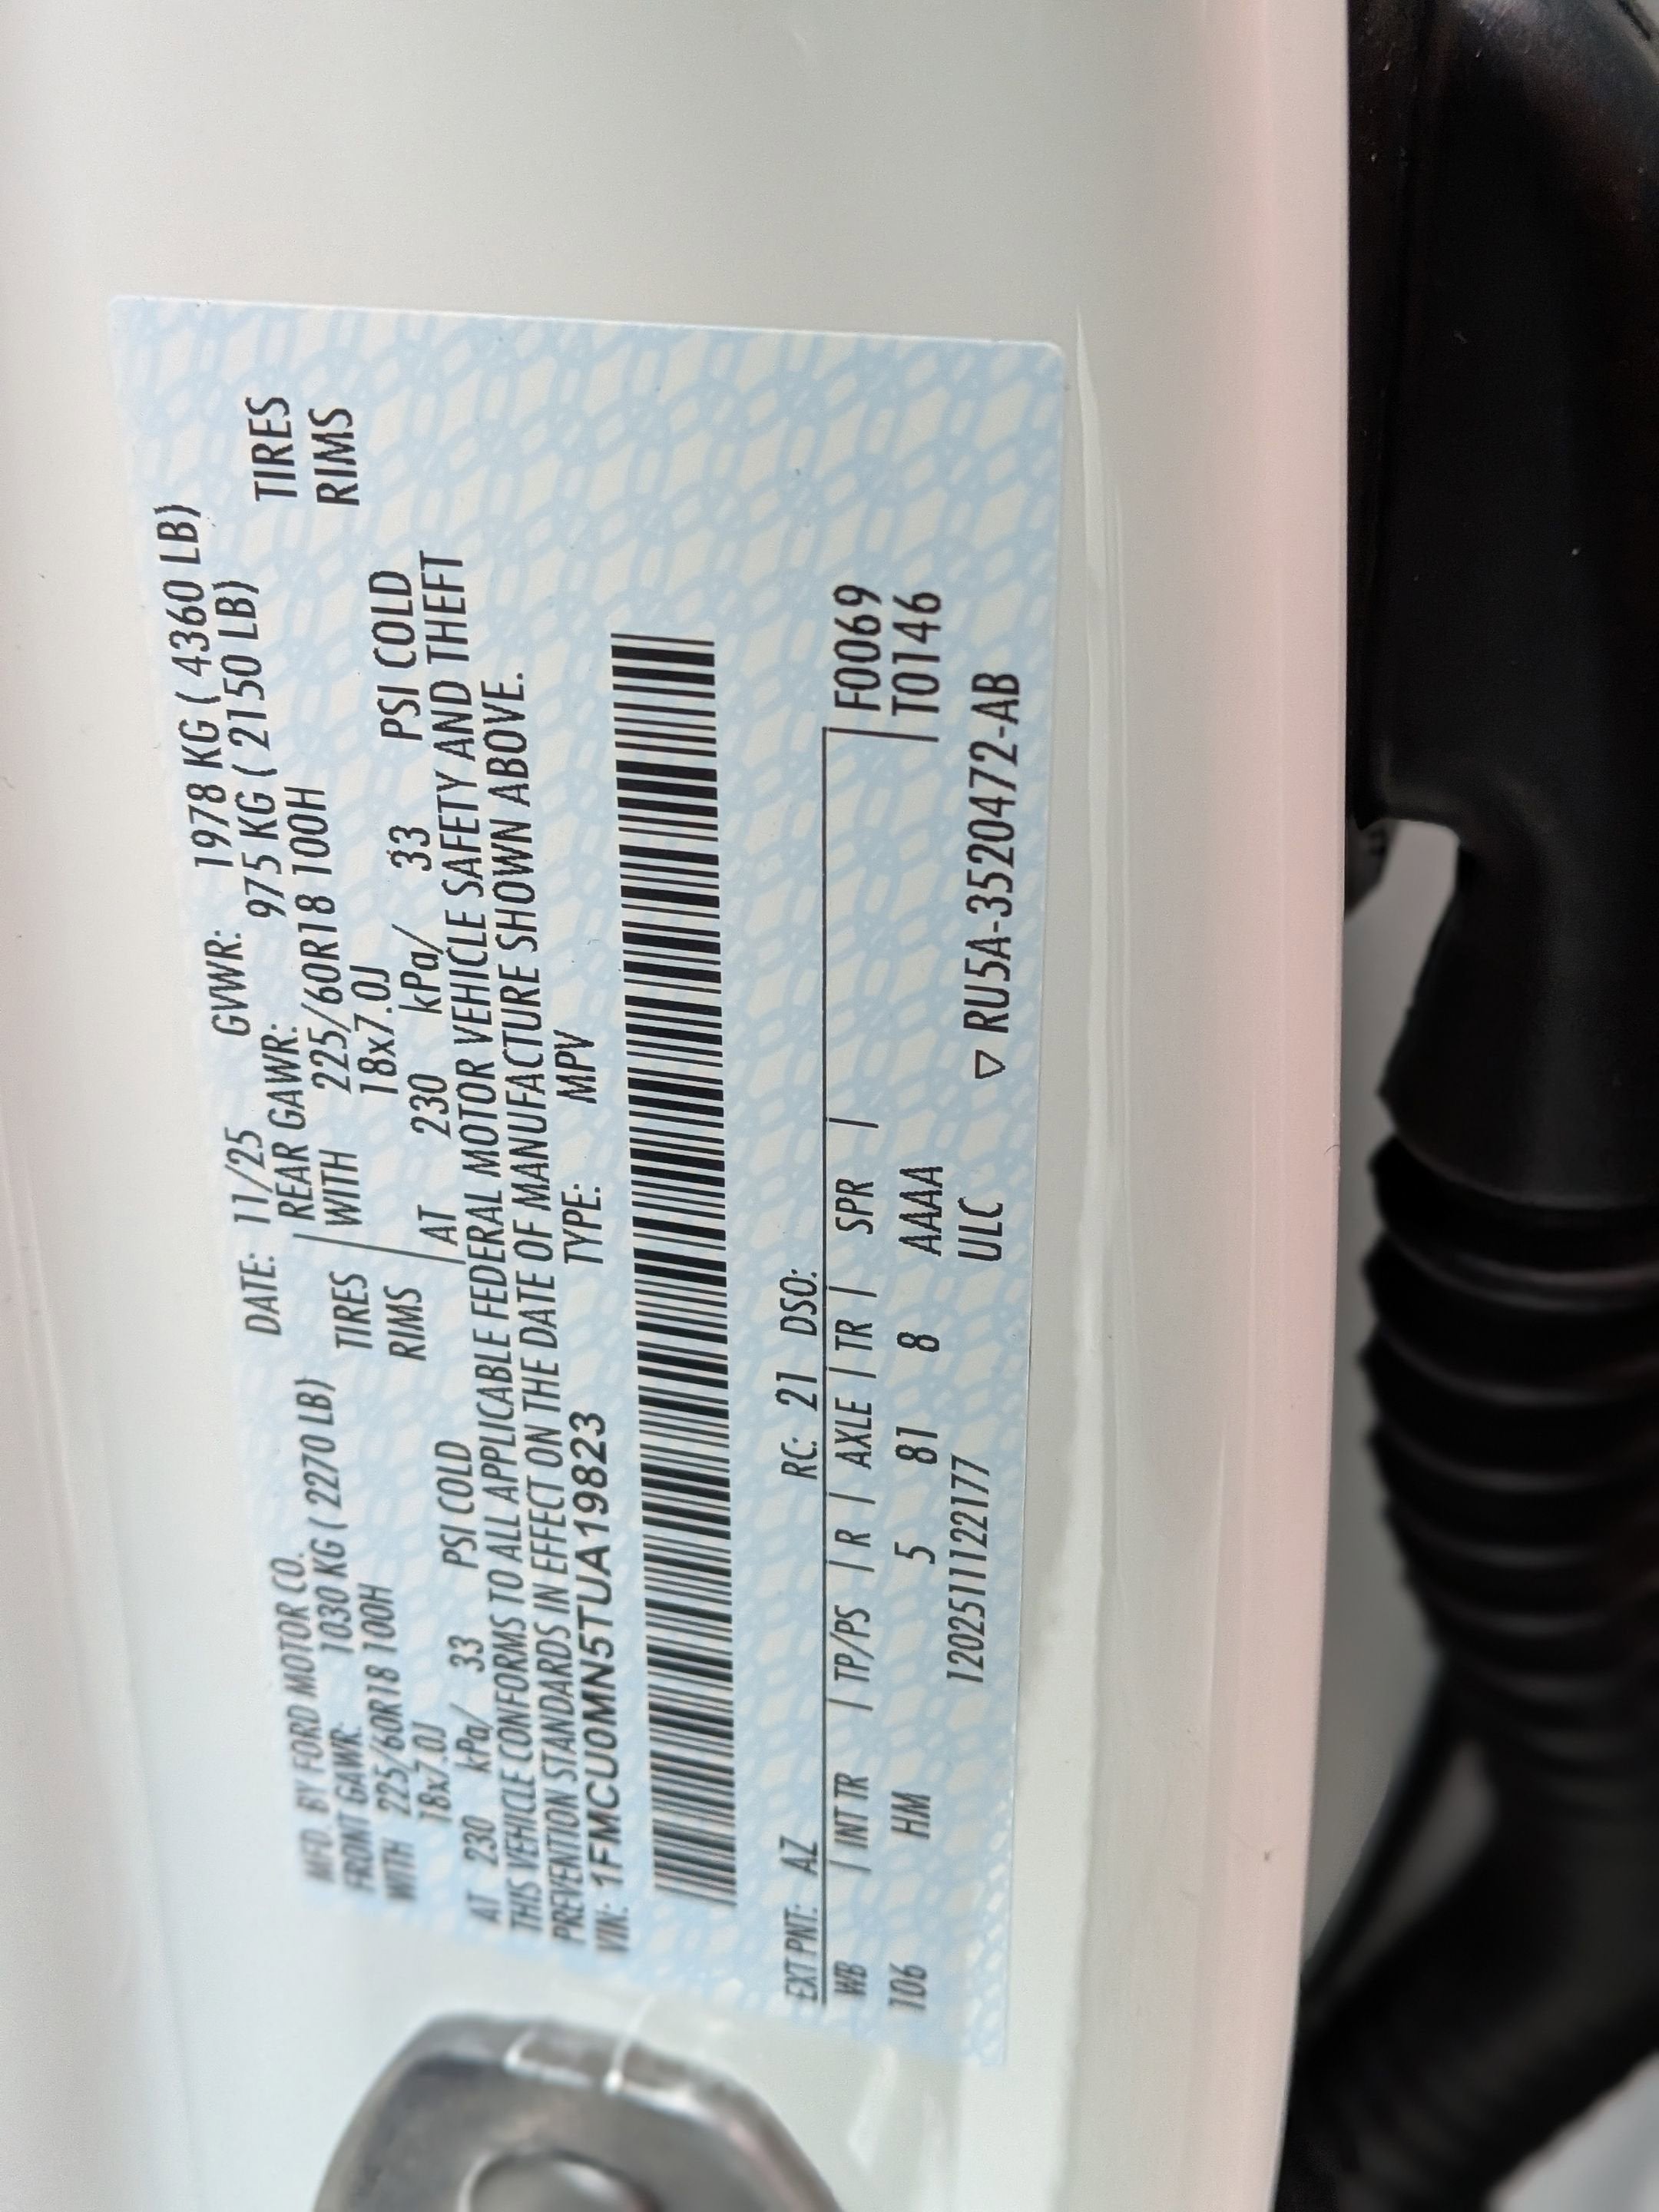 MFD. BY FORD MOTOR CO. DATE: 11/25 GVWR: 1978 KG ( 4360 LB)
FRONT GAWR: 1030 KG ( 2270 LB) REAR GAWR: 975 KG ( 2150 LB)
WITH 225/60R18 100H TIRES WITH 225/60R18 100H TIRES
18x7.0J RIMS 18x7.0J RIMS
AT 230 kPa/ 33 PSI COLD AT 230 kPa/ 33 PSI COLD
THIS VEHICLE CONFORMS TO ALL APPLICABLE FEDERAL MOTOR VEHICLE SAFETY AND THEFT
PREVENTION STANDARDS IN EFFECT ON THE DATE OF MANUFACTURE SHOWN ABOVE.
VIN: 1FMCU0MN5TUA19823 TYPE: MPV
EXT PNT: AZ RC: 21 DSO:
WB | INT TR | TP/PS | R | AXLE | TR | SPR | F0069
106 HM 5 81 8 AAAA T0146
12025111122177 ULC ▽ RU5A-3520472-AB